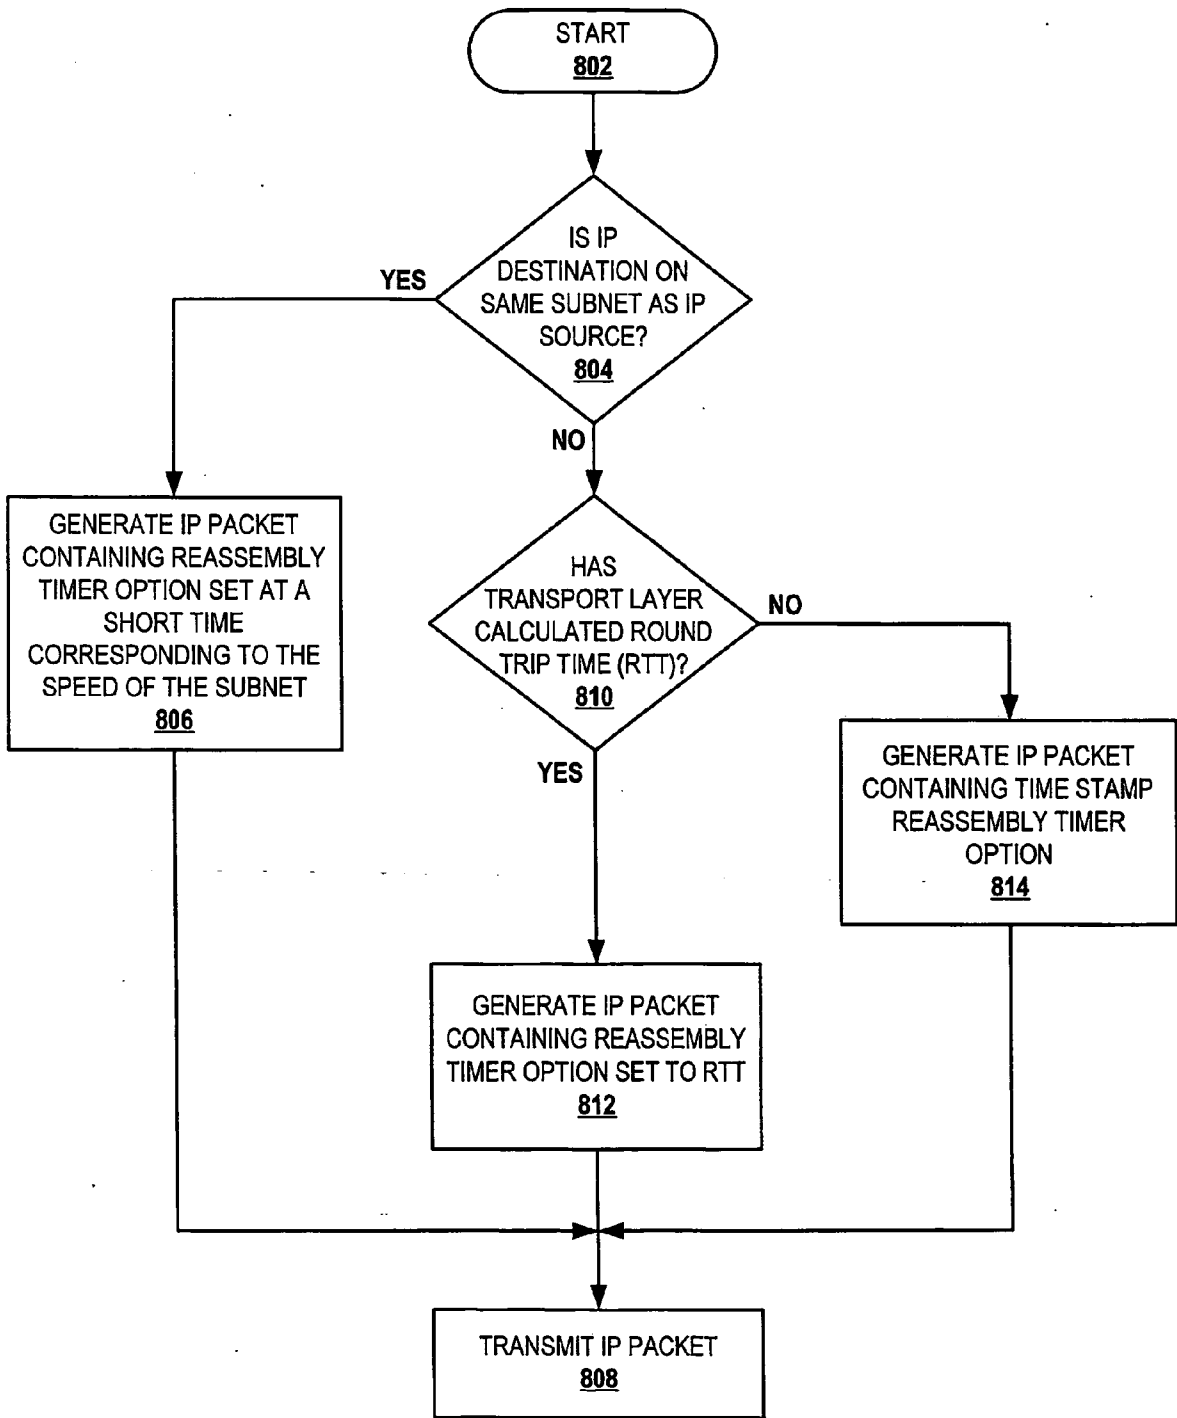 START
802
IS IP
DESTINATION ON
SAME SUBNET AS IP
SOURCE?
804
YES
NO
GENERATE IP PACKET
CONTAINING REASSEMBLY
TIMER OPTION SET AT A
SHORT TIME
CORRESPONDING TO THE
SPEED OF THE SUBNET
806
HAS
TRANSPORT LAYER
CALCULATED ROUND
TRIP TIME (RTT)?
810
NO
YES
GENERATE IP PACKET
CONTAINING TIME STAMP
REASSEMBLY TIMER
OPTION
814
GENERATE IP PACKET
CONTAINING REASSEMBLY
TIMER OPTION SET TO RTT
812
TRANSMIT IP PACKET
808